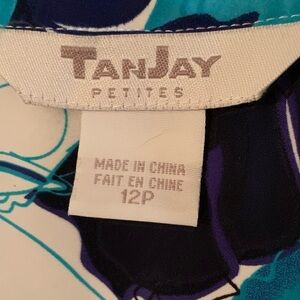 TANJAY
PETITES
MADE IN CHINA
FAIT EN CHINE
12P